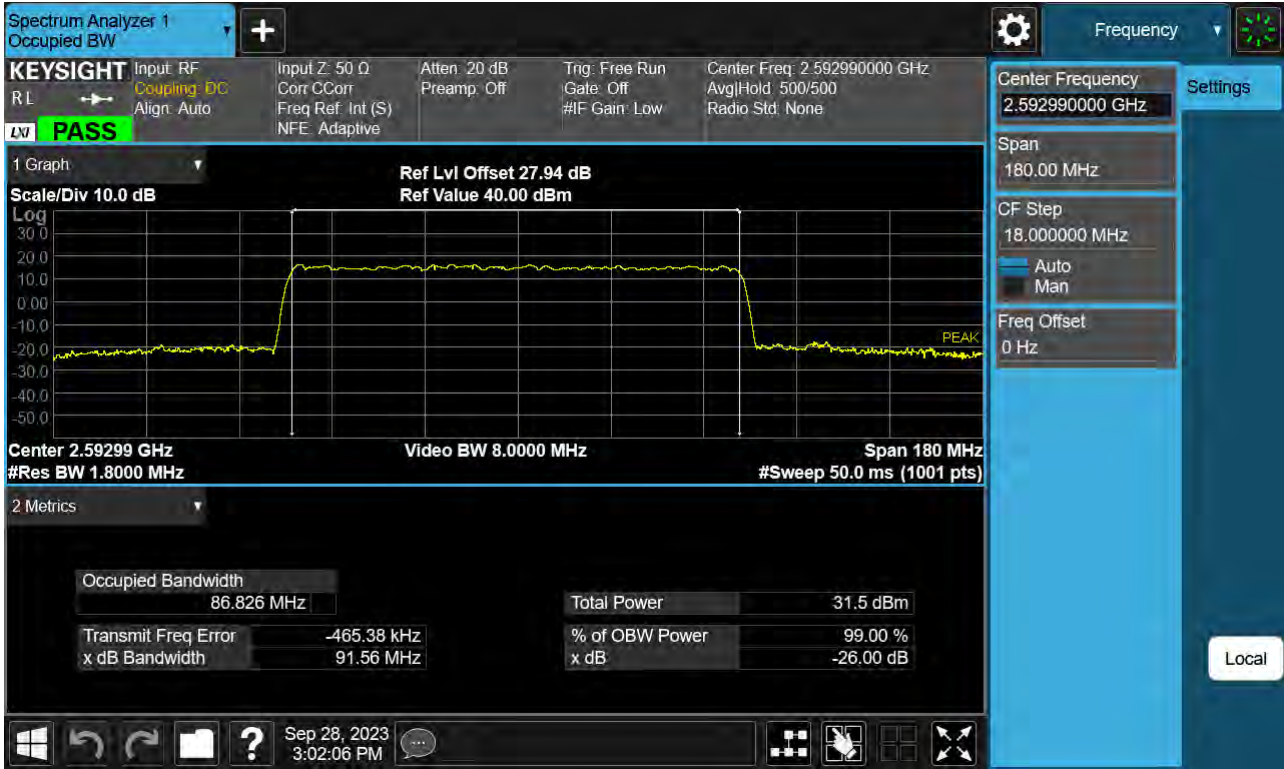 Spectrum Analyzer 1
Occupied BW
Frequency
KEYSIGHT
R L
LXI PASS
Input: RF
Coupling: DC
Align: Auto
Input Z: 50 Ω
Corr CCorr
Freq Ref: Int (S)
NFE: Adaptive
Atten: 20 dB
Preamp: Off
Trig: Free Run
Gate: Off
#IF Gain: Low
Center Freq: 2.592990000 GHz
Avg|Hold: 500/500
Radio Std: None
Center Frequency
2.592990000 GHz
Settings
Span
180.00 MHz
CF Step
18.000000 MHz
Auto
Man
Freq Offset
0 Hz
1 Graph
Scale/Div 10.0 dB
Ref Lvl Offset 27.94 dB
Ref Value 40.00 dBm
Log
30.0
20.0
10.0
0.00
-10.0
-20.0
-30.0
-40.0
-50.0
PEAK
Center 2.59299 GHz
Video BW 8.0000 MHz
Span 180 MHz
#Res BW 1.8000 MHz
#Sweep 50.0 ms (1001 pts)
2 Metrics
Occupied Bandwidth
86.826 MHz
Total Power 31.5 dBm
Transmit Freq Error -465.38 kHz
% of OBW Power 99.00 %
x dB Bandwidth 91.56 MHz
x dB -26.00 dB
Local
?
Sep 28, 2023
3:02:06 PM